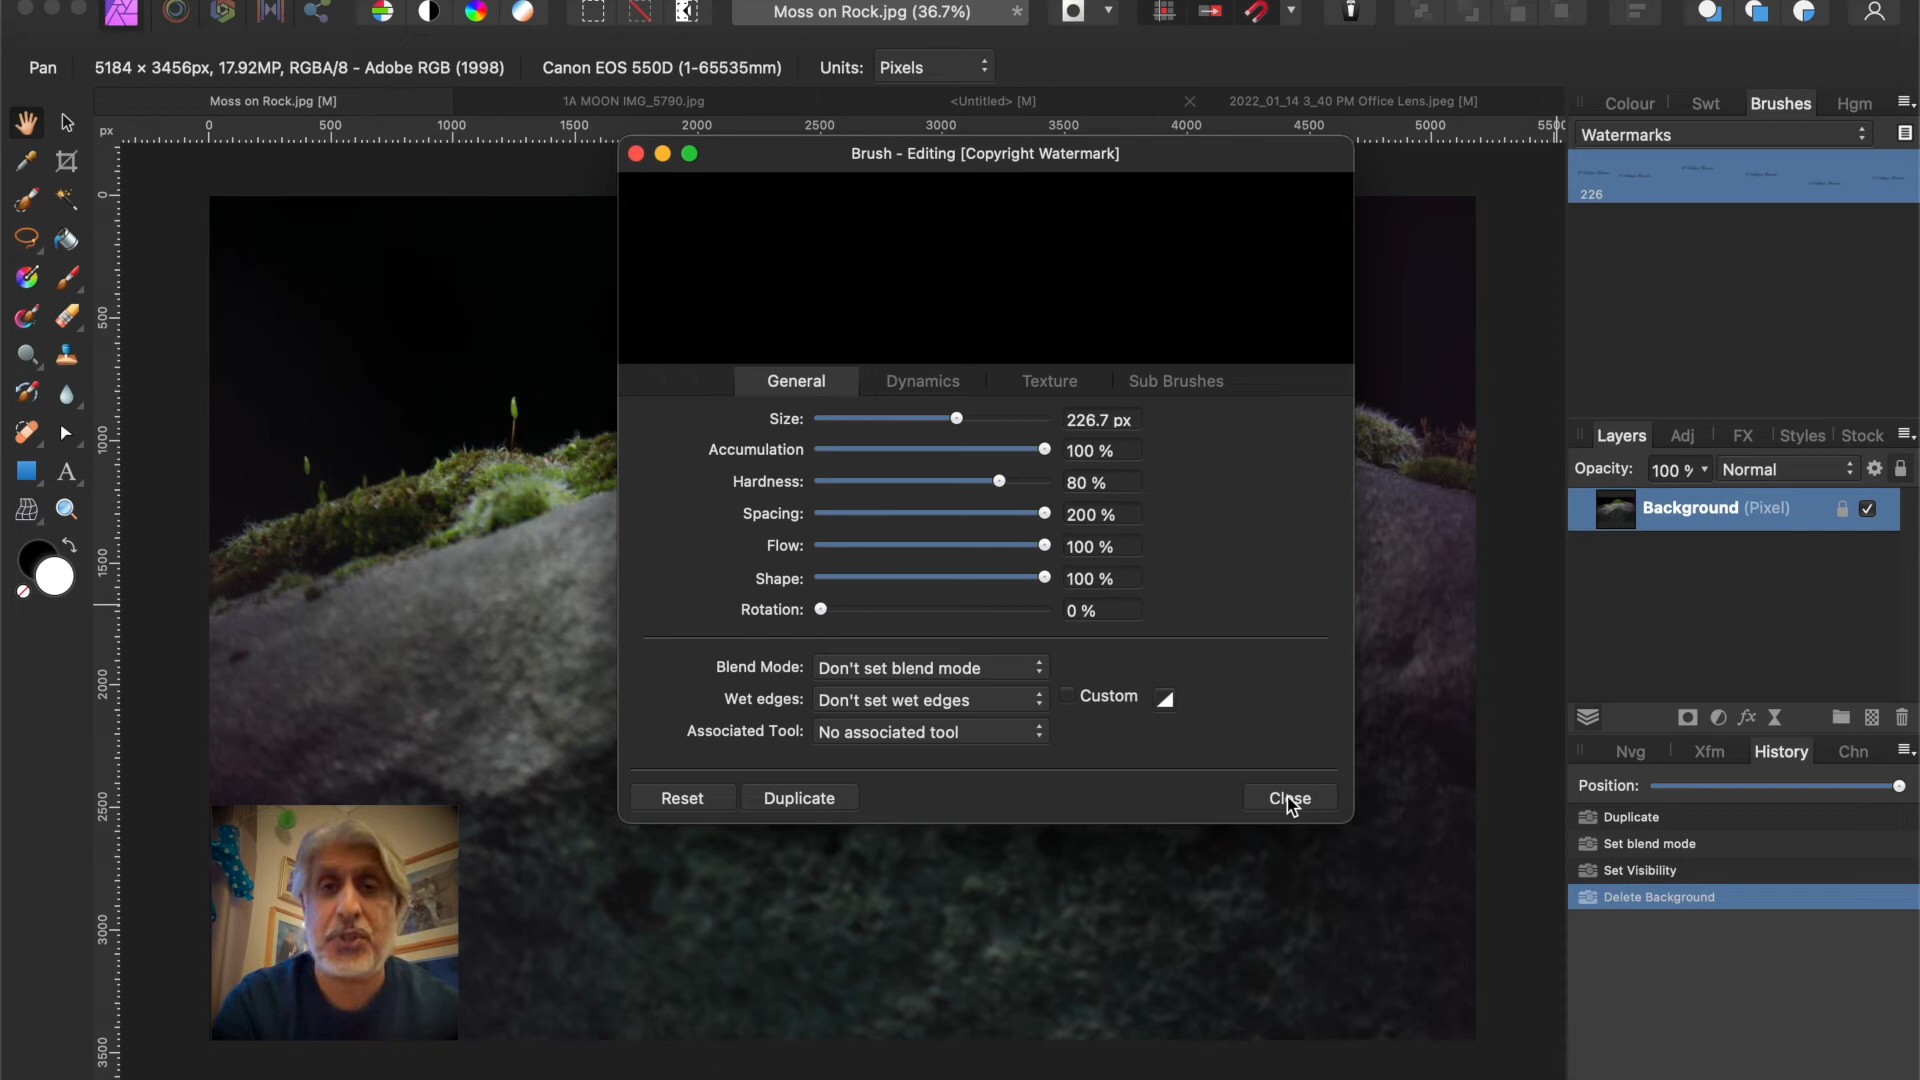 Moss on Rock.jpg (36.7%) *
Pan 5184 × 3456px, 17.92MP, RGBA/8 - Adobe RGB (1998) Canon EOS 550D (1-65535mm) Units: Pixels
Moss on Rock.jpg [M] 1A MOON IMG_5790.jpg <Untitled> [M] 2022_01_14 3_40 PM Office Lens.jpeg [M]
px 0 500 1000 1500 2000 2500 3000 3500 4000 4500 5000 550
0
500
1000
1500
2000
2500
3000
3500
Brush - Editing [Copyright Watermark]
General Dynamics Texture Sub Brushes
Size: 226.7 px
Accumulation 100 %
Hardness: 80 %
Spacing: 200 %
Flow: 100 %
Shape: 100 %
Rotation: 0 %
Blend Mode: Don't set blend mode
Wet edges: Don't set wet edges Custom
Associated Tool: No associated tool
Reset Duplicate Close
Colour Swt Brushes Hgm
Watermarks
226
Layers Adj FX Styles Stock
Opacity: 100 % Normal
Background (Pixel)
fx
Nvg Xfm History Chn
Position:
Duplicate
Set blend mode
Set Visibility
Delete Background